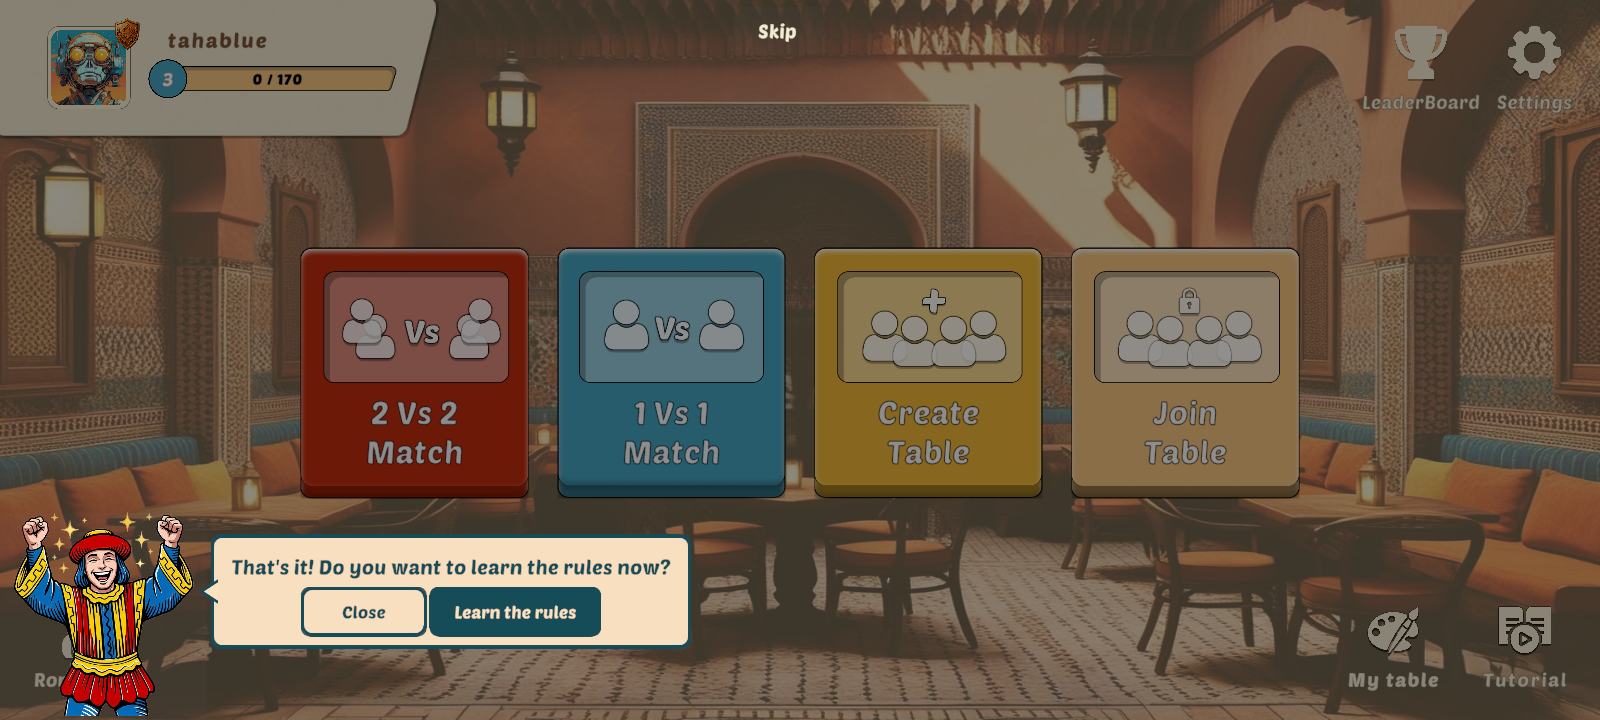 tahablue
3
0 / 170
Skip
LeaderBoard
Settings
Vs
2 Vs 2
Match
Vs
1 Vs 1
Match
Create
Table
Join
Table
That's it! Do you want to learn the rules now?
Close
Learn the rules
My table
Tutorial